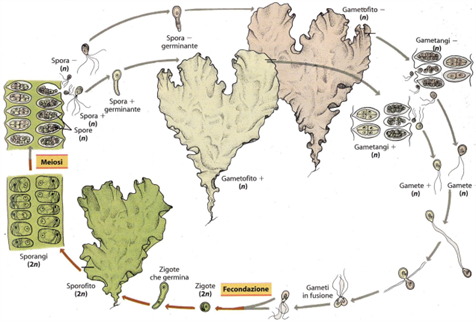 Spora –
germinante
Gametofito –
(n)
Gametangi –
(n)
Spora –
(n)
Spora +
germinante
Spora +
(n)
Spore
(n)
Meiosi
Gametofito +
(n)
Gametangi +
(n)
Gamete +
(n)
Gamete –
(n)
Sporangi
(2n)
Sporofito
(2n)
Zigote
che germina
Zigote
(2n)
Fecondazione
Gameti
in fusione